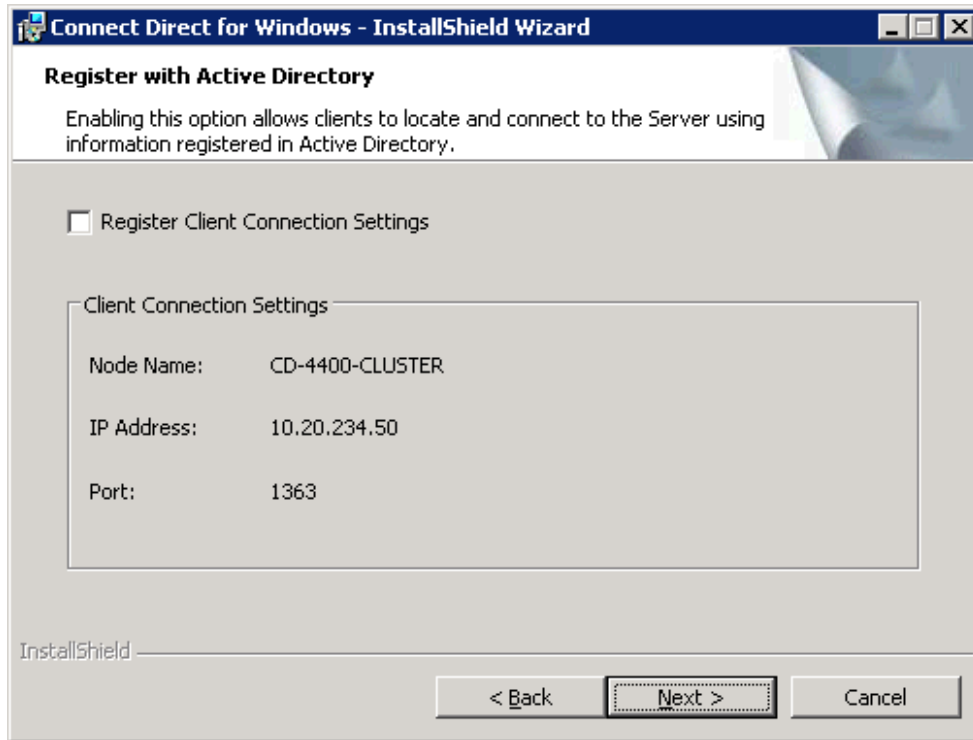 Connect Direct for Windows - InstallShield Wizard
Register with Active Directory
Enabling this option allows clients to locate and connect to the Server using
information registered in Active Directory.
Register Client Connection Settings
Client Connection Settings
Node Name: CD-4400-CLUSTER
IP Address: 10.20.234.50
Port: 1363
InstallShield
< Back Next > Cancel